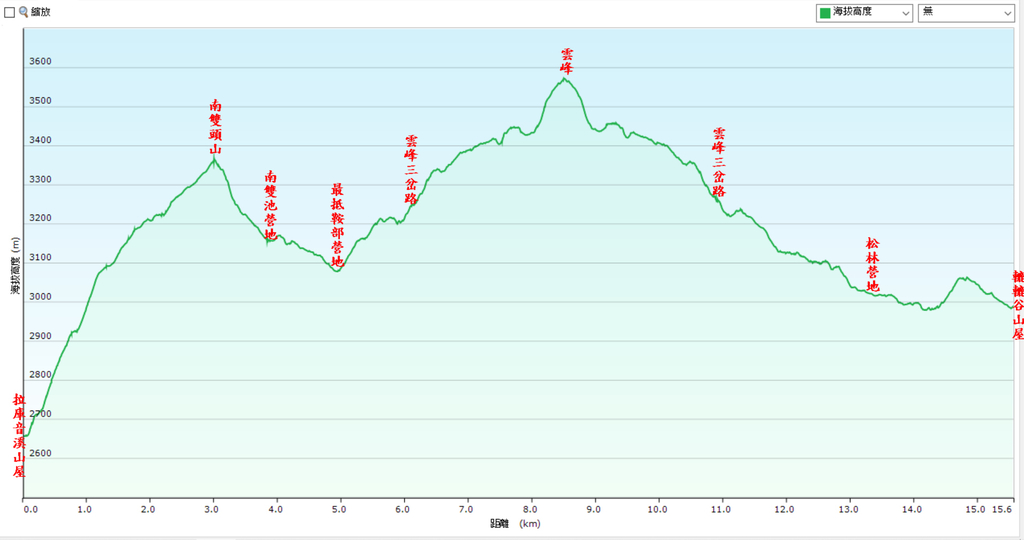 縮放
海拔高度
無
3600
3500
3400
3300
3200
3100
3000
2900
2800
2700
2600
海拔高度 (m)
拉庫音溪山屋
南雙頭山
南雙池營地
最抵鞍部營地
雲峰三岔路
雲峰
雲峰三岔路
松林營地
轆轆谷山屋
0.0 1.0 2.0 3.0 4.0 5.0 6.0 7.0 8.0 9.0 10.0 11.0 12.0 13.0 14.0 15.0 15.6
距離 (km)